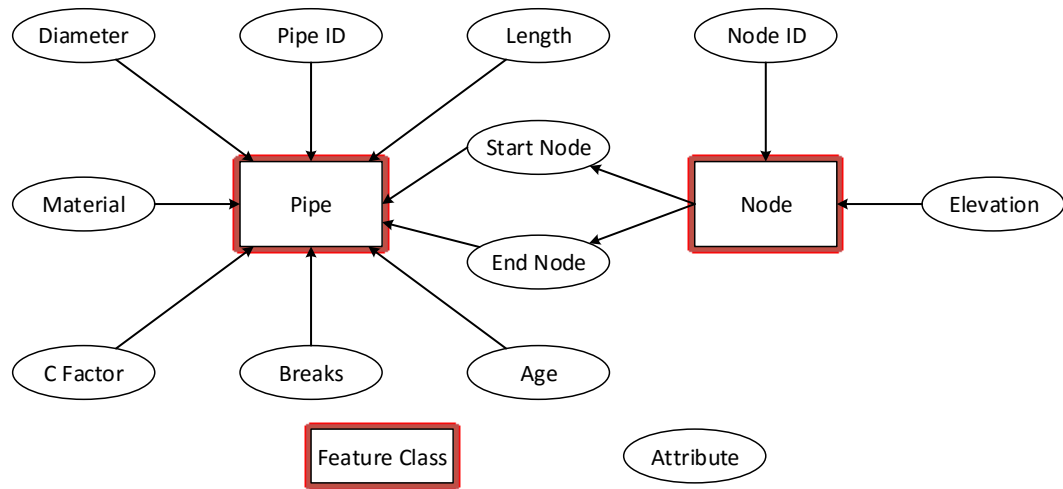 Diameter
Pipe ID
Length
Node ID
Start Node
Material
Pipe
Node
Elevation
End Node
C Factor
Breaks
Age
Feature Class
Attribute